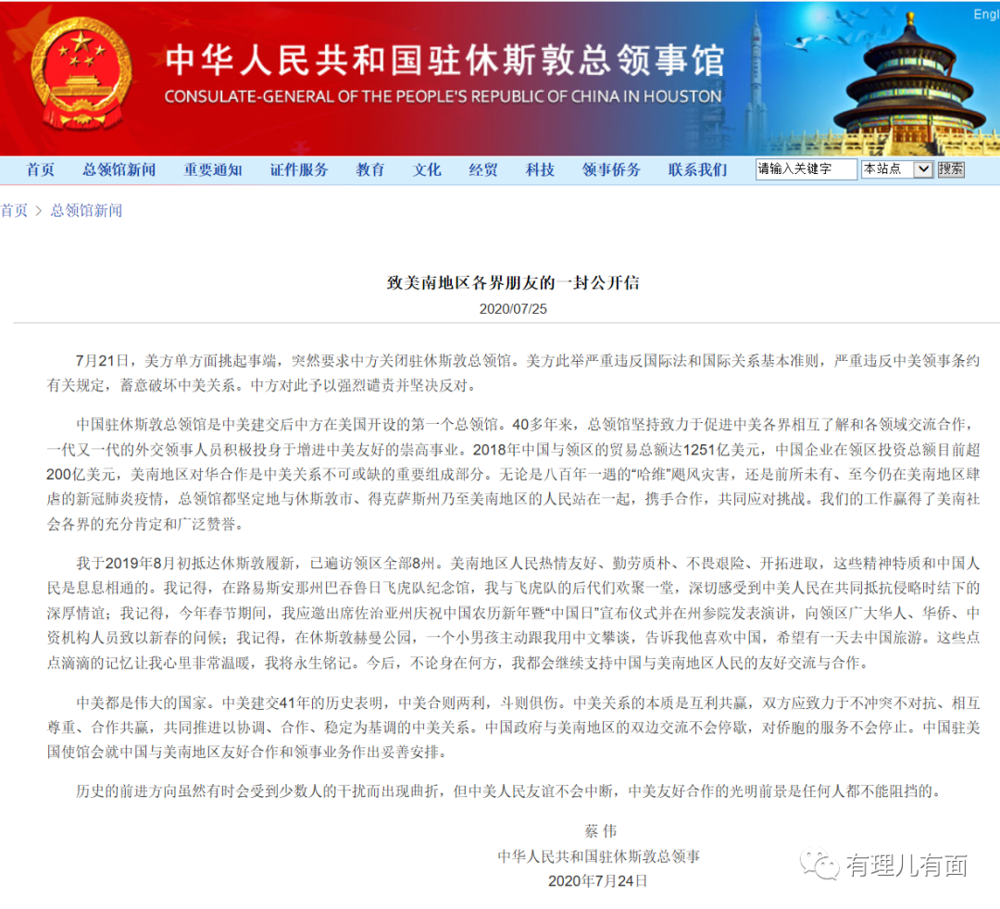 Engl
中华人民共和国驻休斯敦总领事馆
CONSULATE-GENERAL OF THE PEOPLE'S REPUBLIC OF CHINA IN HOUSTON
首页 总领馆新闻 重要通知 证件服务 教育 文化 经贸 科技 领事侨务 联系我们 请输入关键字 本站点 搜索
首页 > 总领馆新闻
致美南地区各界朋友的一封公开信
2020/07/25
7月21日，美方单方面挑起事端，突然要求中方关闭驻休斯敦总领馆。美方此举严重违反国际法和国际关系基本准则，严重违反中美领事条约
有关规定，蓄意破坏中美关系。中方对此予以强烈谴责并坚决反对。
中国驻休斯敦总领馆是中美建交后中方在美国开设的第一个总领馆。40多年来，总领馆坚持致力于促进中美各界相互了解和各领域交流合作，
一代又一代的外交领事人员积极投身于增进中美友好的崇高事业。2018年中国与领区的贸易总额达1251亿美元，中国企业在领区投资总额目前超
200亿美元，美南地区对华合作是中美关系不可或缺的重要组成部分。无论是八百年一遇的“哈维”飓风灾害，还是前所未有、至今仍在美南地区肆
虐的新冠肺炎疫情，总领馆都坚定地与休斯敦市、得克萨斯州乃至美南地区的人民站在一起，携手合作，共同应对挑战。我们的工作赢得了美南社
会各界的充分肯定和广泛赞誉。
我于2019年8月初抵达休斯敦履新，已遍访领区全部8州。美南地区人民热情友好、勤劳质朴、不畏艰险、开拓进取，这些精神特质和中国人
民是息息相通的。我记得，在路易斯安那州巴吞鲁日飞虎队纪念馆，我与飞虎队的后代们欢聚一堂，深切感受到中美人民在共同抵抗侵略时结下的
深厚情谊；我记得，今年春节期间，我应邀出席佐治亚州庆祝中国农历新年暨“中国日”宣布仪式并在州参院发表演讲，向领区广大华人、华侨、中
资机构人员致以新春的问候；我记得，在休斯敦赫曼公园，一个小男孩主动跟我用中文攀谈，告诉我他喜欢中国，希望有一天去中国旅游。这些点
点滴滴的记忆让我心里非常温暖，我将永生铭记。今后，不论身在何方，我都会继续支持中国与美南地区人民的友好交流与合作。
中美都是伟大的国家。中美建交41年的历史表明，中美合则两利，斗则俱伤。中美关系的本质是互利共赢，双方应致力于不冲突不对抗、相互
尊重、合作共赢，共同推进以协调、合作、稳定为基调的中美关系。中国政府与美南地区的双边交流不会停歇，对侨胞的服务不会停止。中国驻美
国使馆会就中国与美南地区友好合作和领事业务作出妥善安排。
历史的前进方向虽然有时会受到少数人的干扰而出现曲折，但中美人民友谊不会中断，中美友好合作的光明前景是任何人都不能阻挡的。
蔡 伟
中华人民共和国驻休斯敦总领事
2020年7月24日
有理儿有面